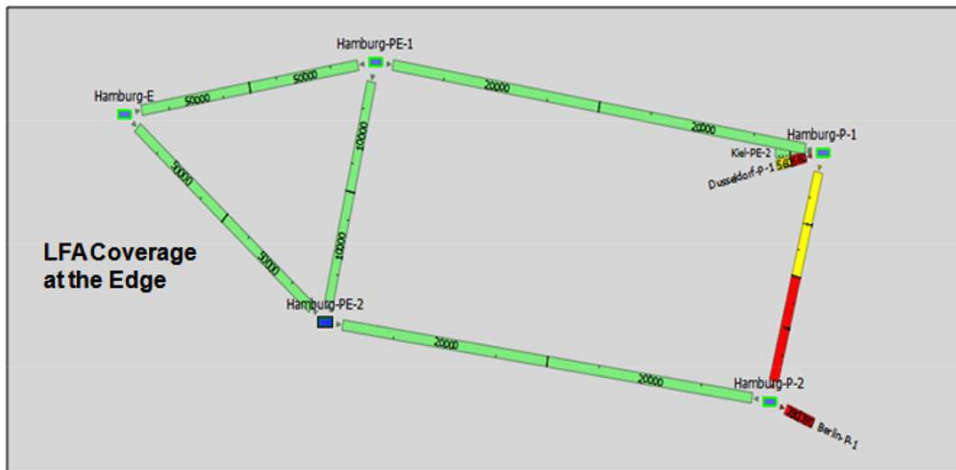 Hamburg-PE-1
50000
50000
20000
20000
Hamburg-E
Hamburg-P-1
Kiel-PE-2
Dusseldorf-P-1
10000
10000
50000
50000
LFA Coverage
at the Edge
Hamburg-PE-2
20000
20000
Hamburg-P-2
Berlin-P-1